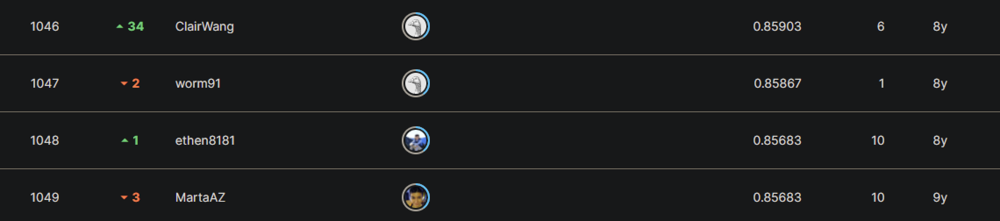 1046 ▲ 34 ClairWang 0.85903 6 8y
1047 ▼ 2 worm91 0.85867 1 8y
1048 ▲ 1 ethen8181 0.85683 10 8y
1049 ▼ 3 MartaAZ 0.85683 10 9y